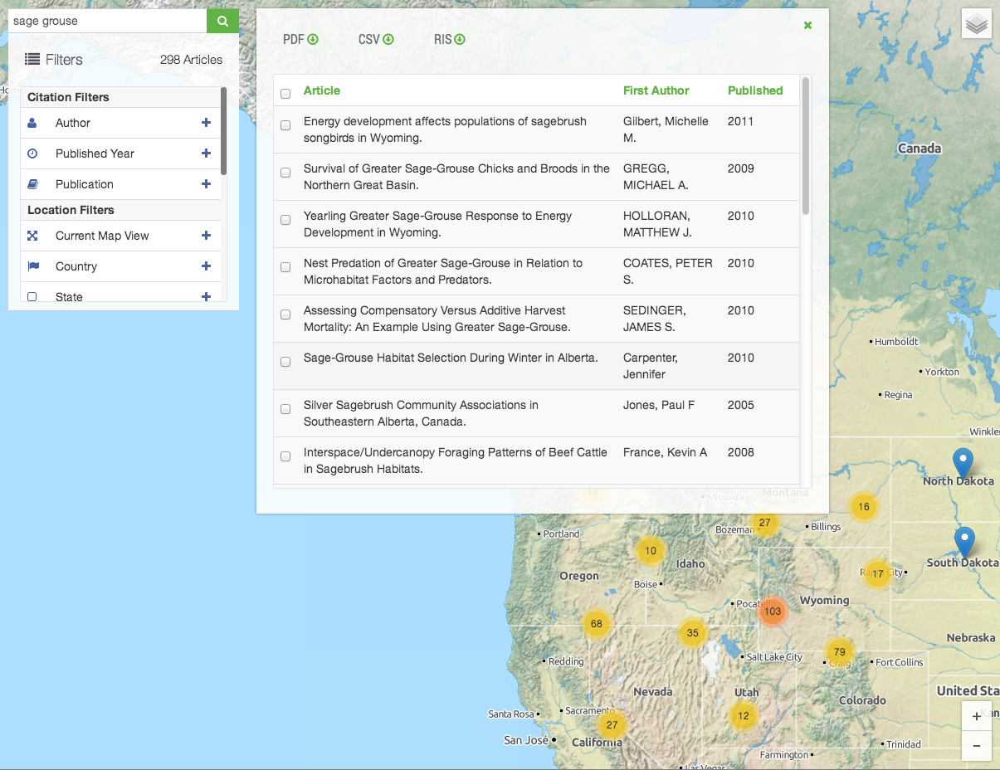 sage grouse
Filters
298 Articles
Citation Filters
Author
Published Year
Publication
Location Filters
Current Map View
Country
State
PDF
CSV
RIS
Article
First Author
Published
Energy development affects populations of sagebrush
songbirds in Wyoming.
Gilbert, Michelle
M.
2011
Survival of Greater Sage-Grouse Chicks and Broods in the
Northern Great Basin.
GREGG,
MICHAEL A.
2009
Yearling Greater Sage-Grouse Response to Energy
Development in Wyoming.
HOLLORAN,
MATTHEW J.
2010
Nest Predation of Greater Sage-Grouse in Relation to
Microhabitat Factors and Predators.
COATES, PETER
S.
2010
Assessing Compensatory Versus Additive Harvest
Mortality: An Example Using Greater Sage-Grouse.
SEDINGER,
JAMES S.
2010
Sage-Grouse Habitat Selection During Winter in Alberta.
Carpenter,
Jennifer
2010
Silver Sagebrush Community Associations in
Southeastern Alberta, Canada.
Jones, Paul F
2005
Interspace/Undercanopy Foraging Patterns of Beef Cattle
in Sagebrush Habitats.
France, Kevin A
2008
Canada
Humboldt
Yorkton
Regina
Winkler
North Dakota
12
Missoula
Montana
16
27
Bozeman
Billings
Portland
10
Idaho
South Dakota
Oregon
Boise
17
City
Pocatello
103
Wyoming
68
35
Nebraska
79
Redding
Salt Lake City
Craig
Fort Collins
Nevada
Utah
Colorado
United Sta
Santa Rosa
Sacramento
12
+
Kan
27
San José
California
Farmington
Trinidad
−
Las Vegas